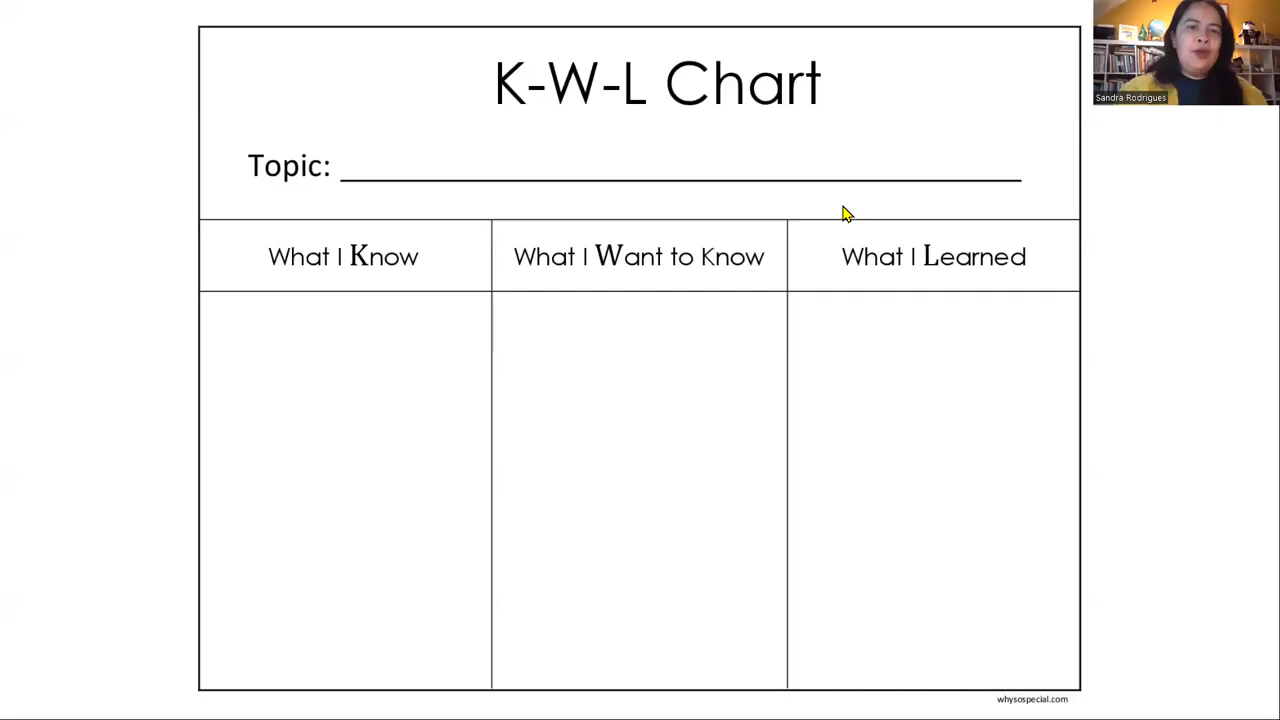 K-W-L Chart
Sandra Rodrigues
Topic:
What I Know
What I Want to Know
What I Learned
whysospecial.com